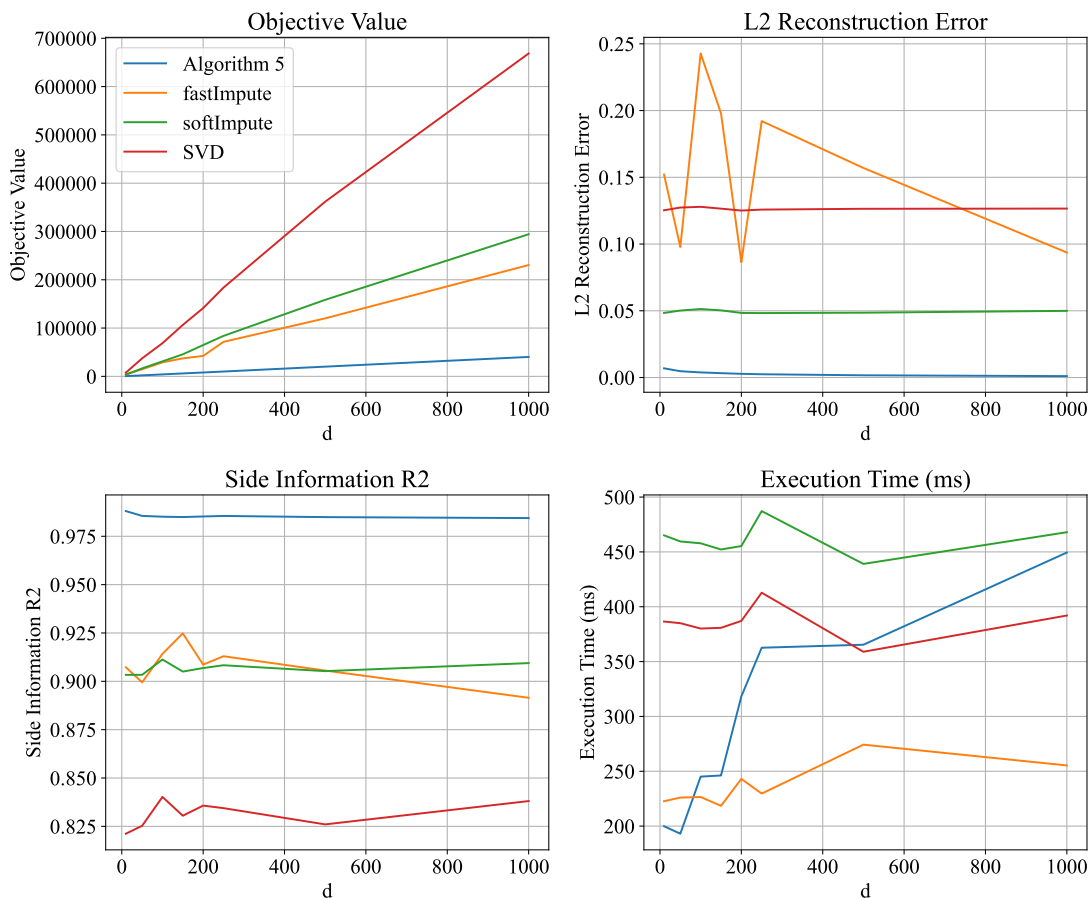 Objective Value
700000
600000
500000
400000
300000
200000
100000
0
Objective Value
Algorithm 5
fastImpute
softImpute
SVD
0 200 400 600 800 1000
d
L2 Reconstruction Error
0.25
0.20
0.15
0.10
0.05
0.00
L2 Reconstruction Error
0 200 400 600 800 1000
d
Side Information R2
0.975
0.950
0.925
0.900
0.875
0.850
0.825
Side Information R2
0 200 400 600 800 1000
d
Execution Time (ms)
500
450
400
350
300
250
200
Execution Time (ms)
0 200 400 600 800 1000
d